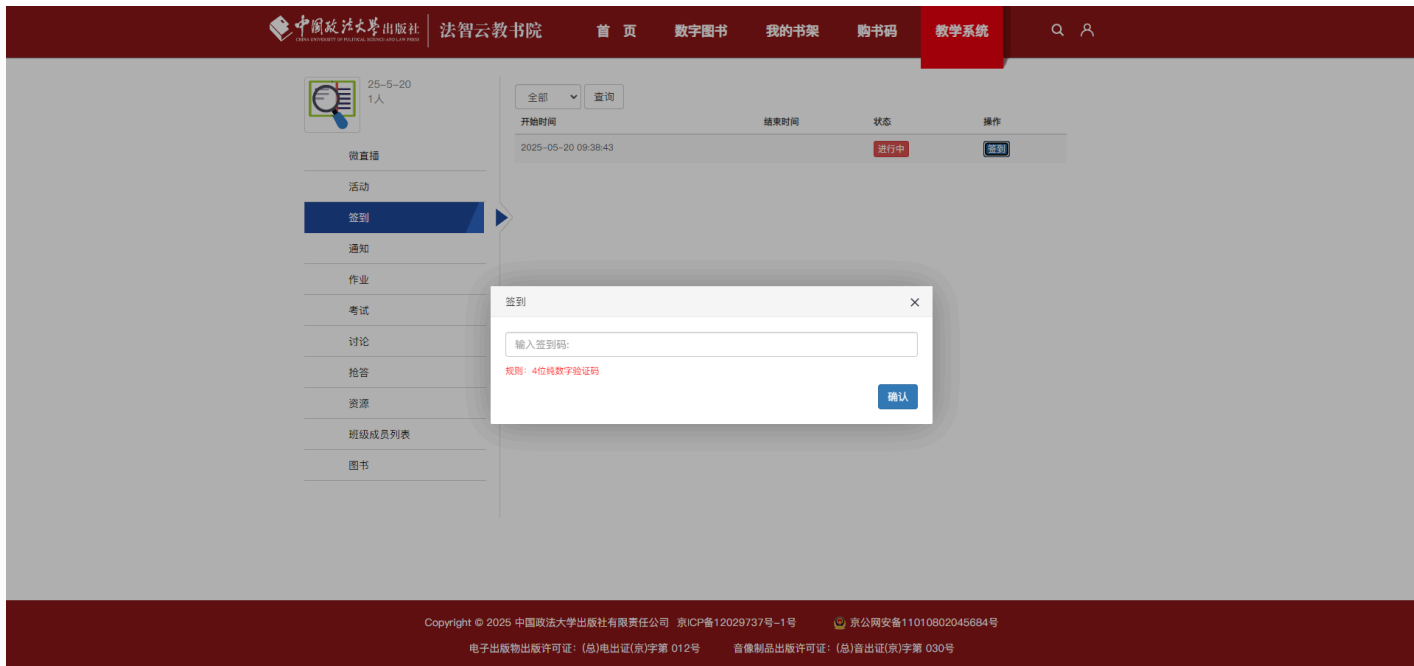 中国政法大学出版社 法智云教书院 首 页 数字图书 我的书架 购书码 教学系统
CHINA UNIVERSITY OF POLITICAL SCIENCE AND LAW PRESS
25-5-20
1人
全部 查询
开始时间 结束时间 状态 操作
2025-05-20 09:38:43 进行中 签到
微直播
活动
签到
通知
作业
考试
讨论
抢答
资源
班级成员列表
图书
签到 ×
输入签到码:
规则：4位纯数字验证码
确认
Copyright © 2025 中国政法大学出版社有限责任公司 京ICP备12029737号-1号 京公网安备11010802045684号
电子出版物出版许可证：(总)电出证(京)字第 012号 音像制品出版许可证：(总)音出证(京)字第 030号